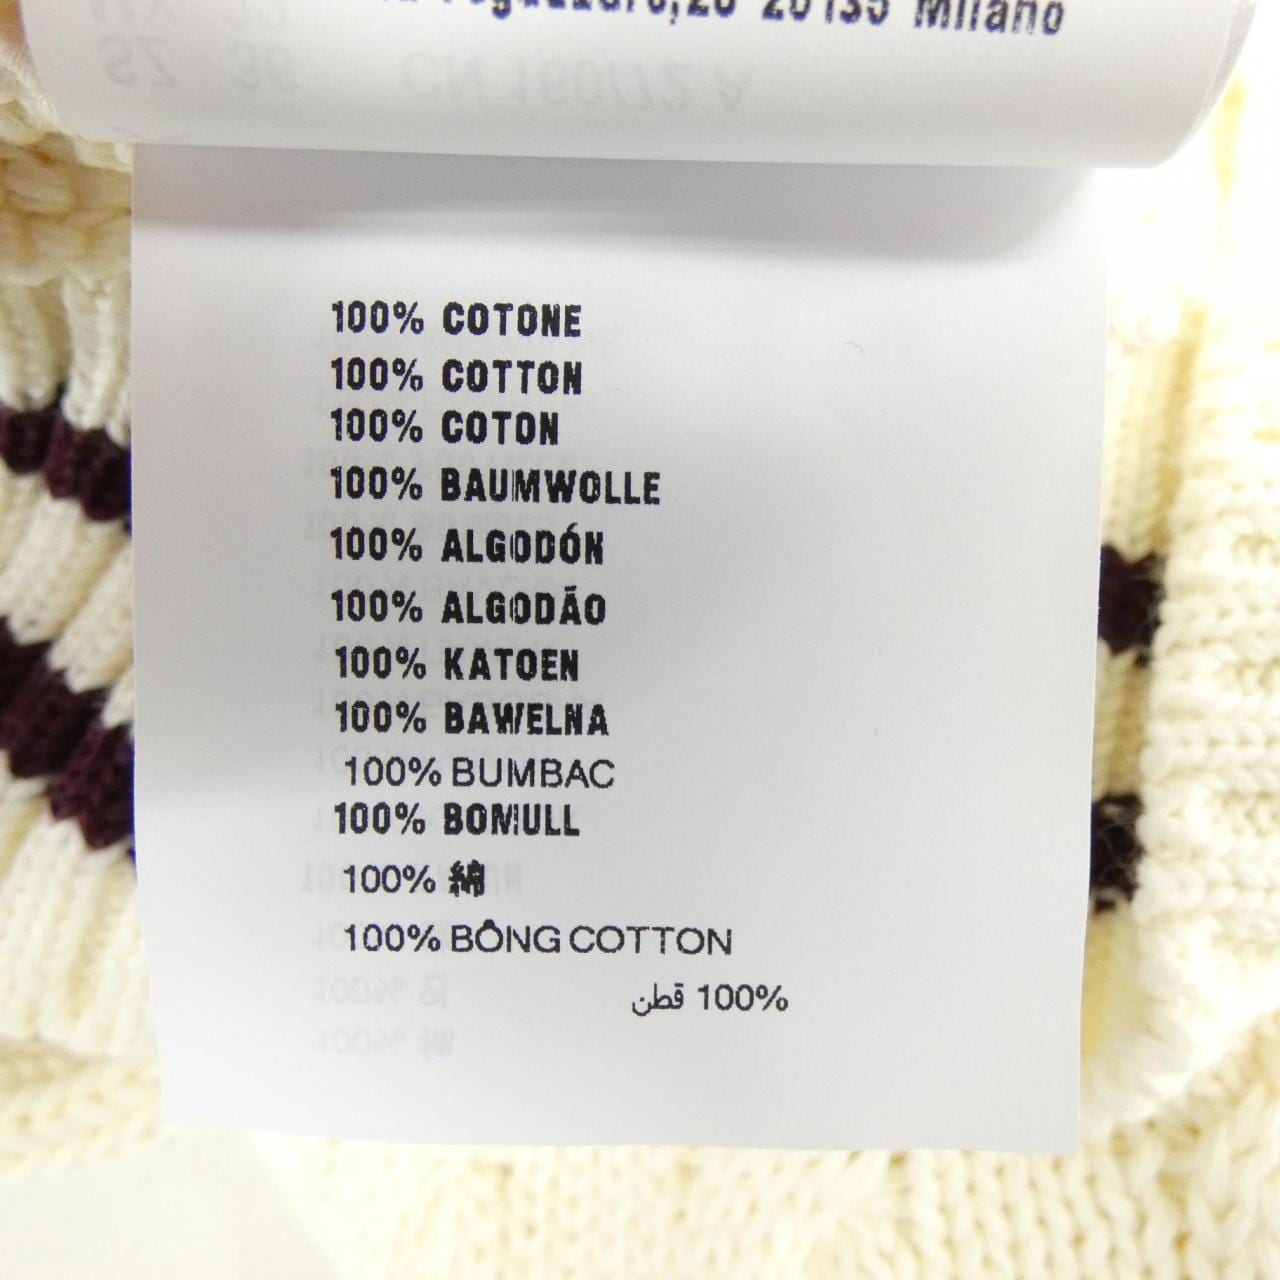 20135 Milano
100% COTONE
100% COTTON
100% COTON
100% BAUMWOLLE
100% ALGODÓN
100% ALGODÃO
100% KATOEN
100% BAWELNA
100% BUMBAC
100% BOMULL
100% 綿
100% BÔNG COTTON
100% قطن